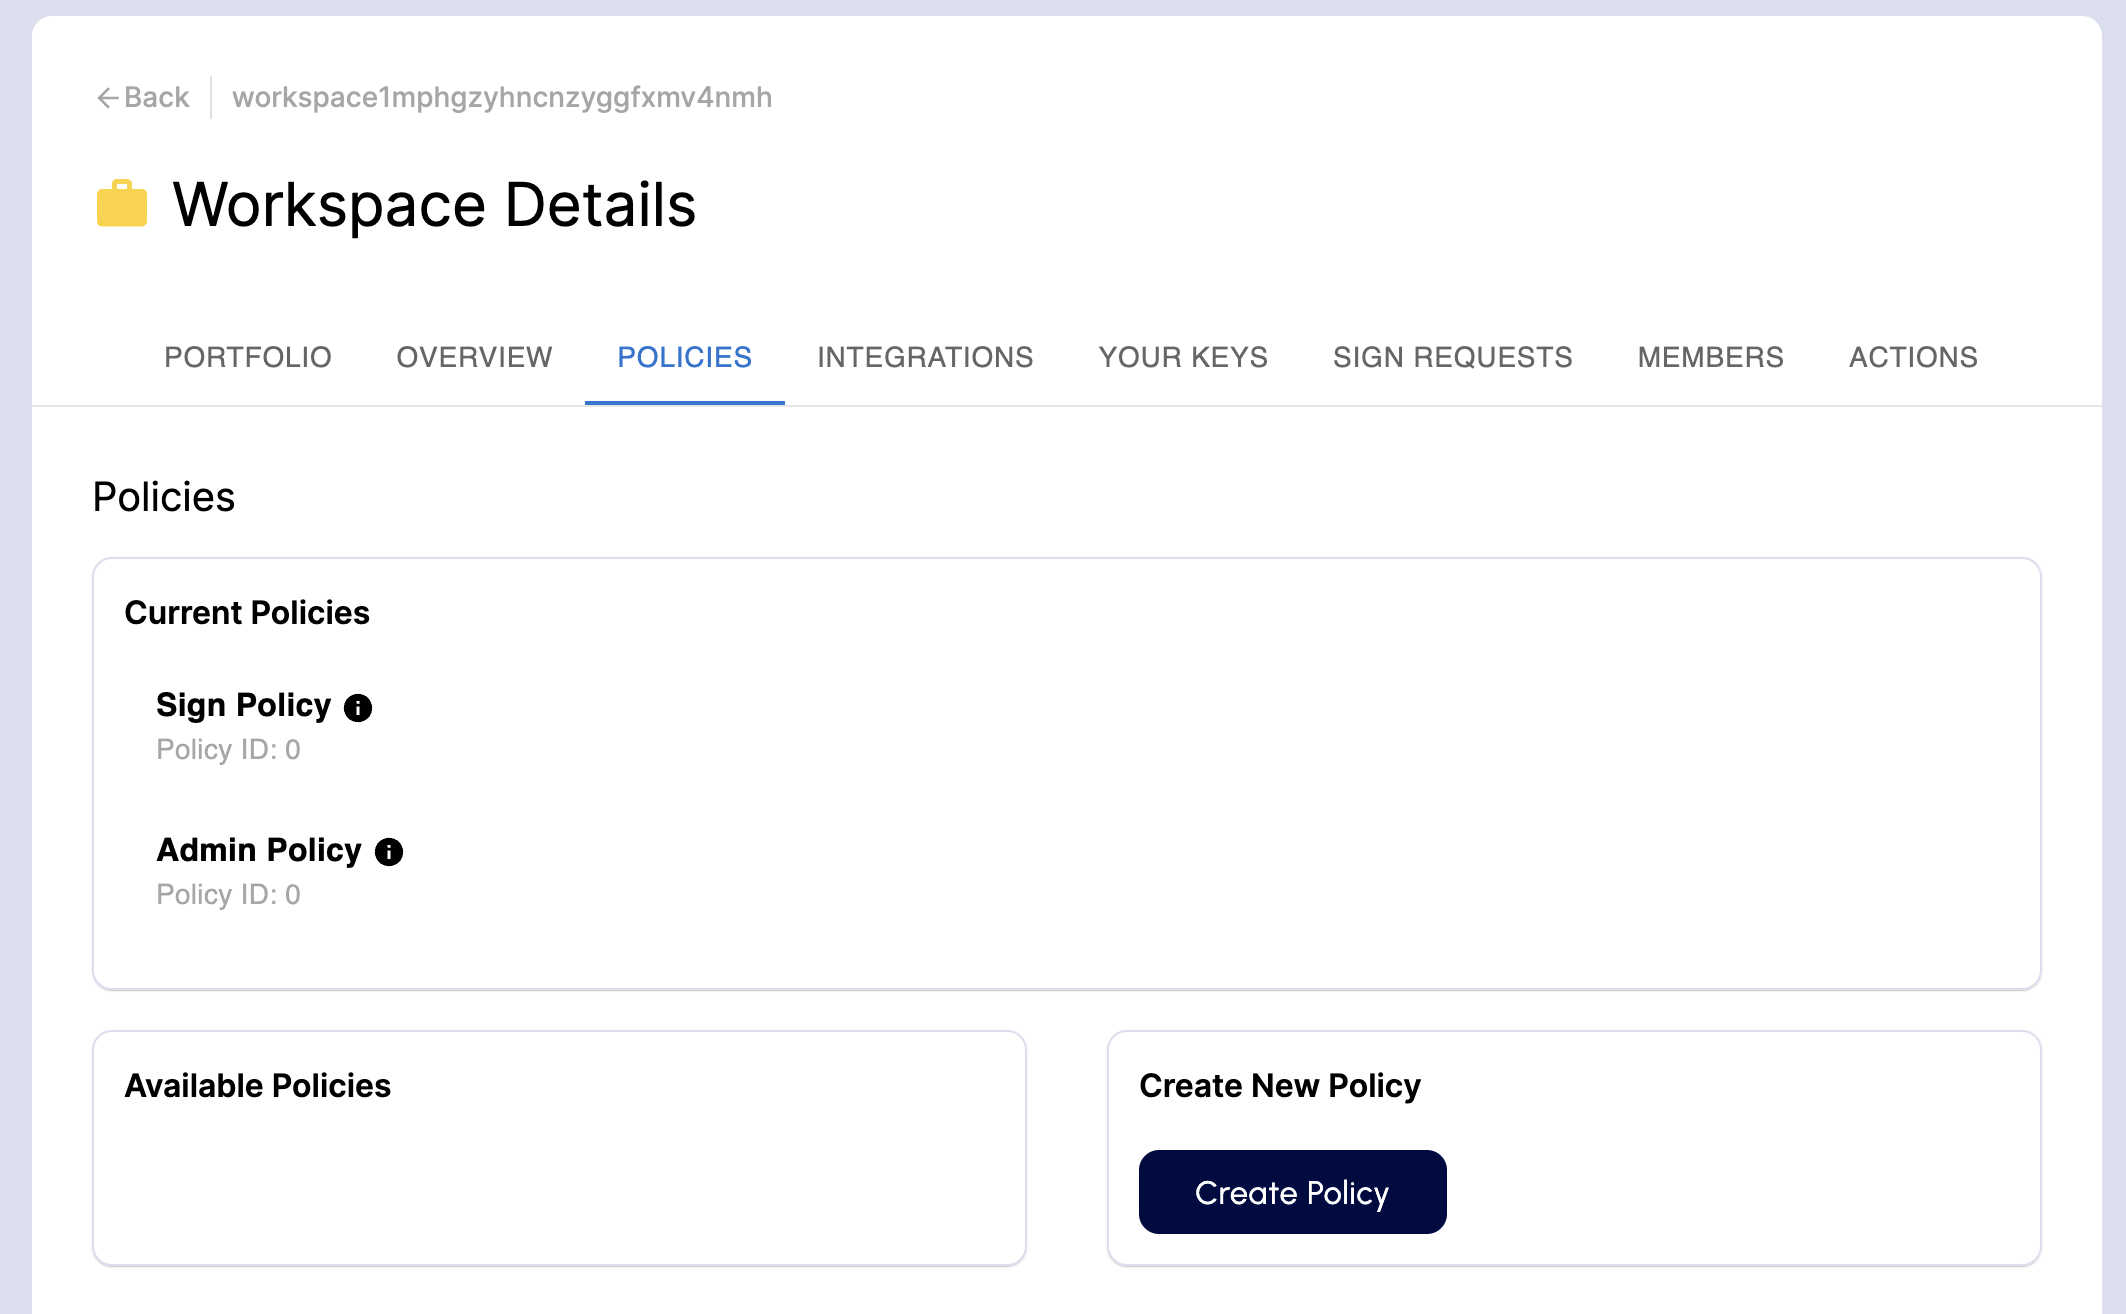 Back
workspace1mphgzyhncnzyggfxmv4nmh
Workspace Details
PORTFOLIO OVERVIEW POLICIES INTEGRATIONS YOUR KEYS SIGN REQUESTS MEMBERS ACTIONS
Policies
Current Policies
Sign Policy
Policy ID: 0
Admin Policy
Policy ID: 0
Available Policies
Create New Policy
Create Policy